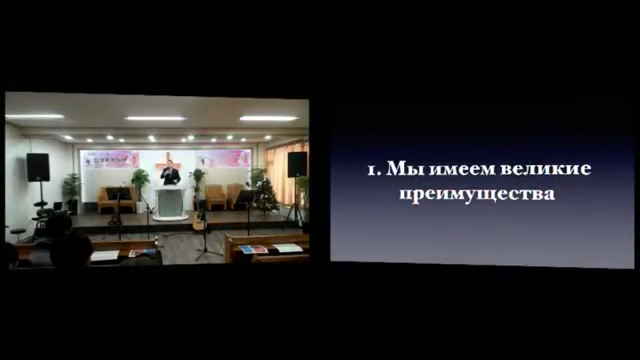 1. Мы имеем великие
преимущества